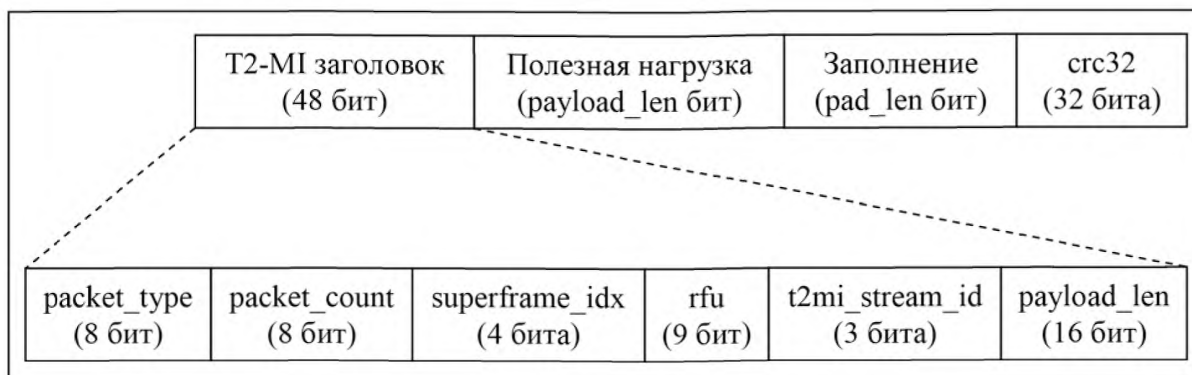 T2-MI заголовок
(48 бит)
Полезная нагрузка
(payload_len бит)
Заполнение
(pad_len бит)
crc32
(32 бита)
packet_type
(8 бит)
packet_count
(8 бит)
superframe_idx
(4 бита)
rfu
(9 бит)
t2mi_stream_id
(3 бита)
payload_len
(16 бит)